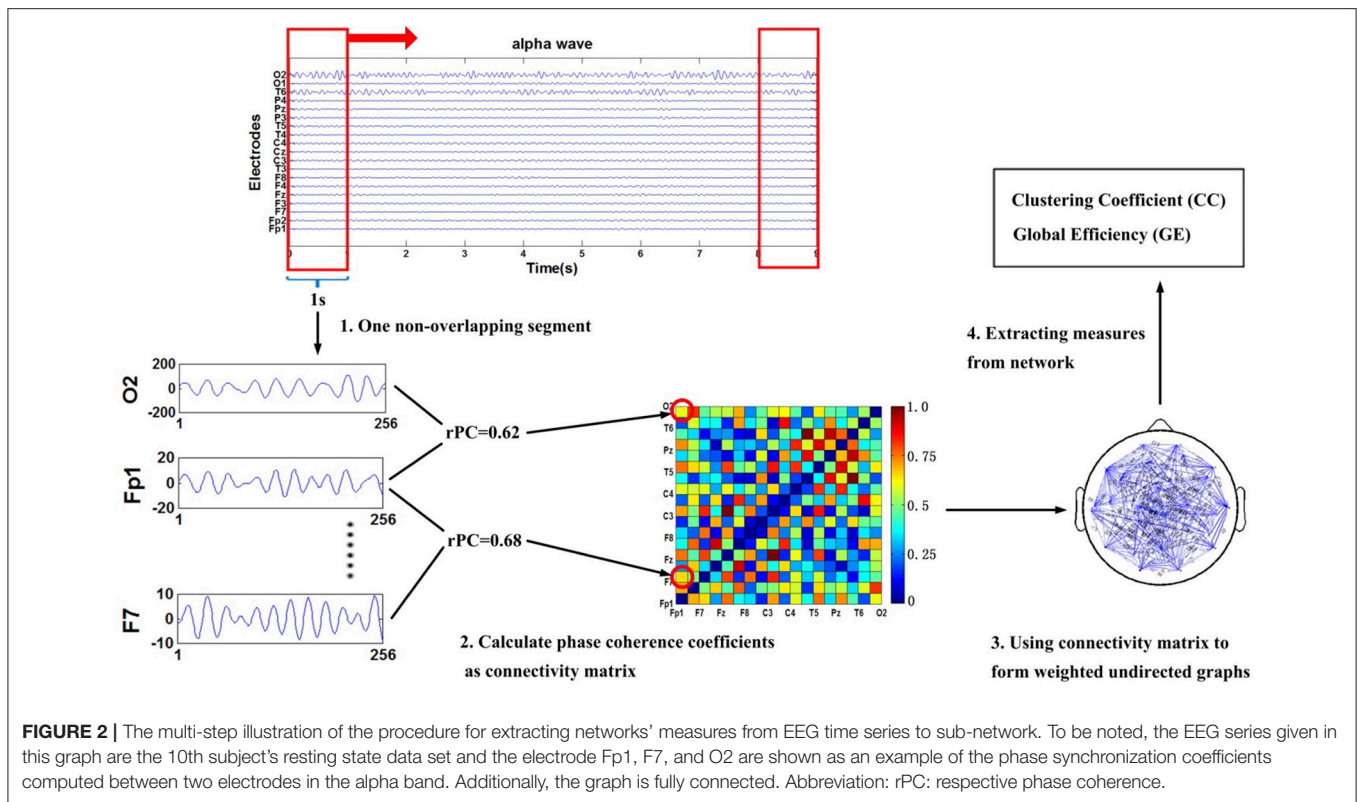 alpha wave
Electrodes
O2
O1
T6
P4
Pz
P3
T5
T4
C4
Cz
C3
T3
F8
F4
Fz
F3
F7
Fp2
Fp1
0 1 2 3 4 5 6 7 8 9
Time(s)
1s
1. One non-overlapping segment
O2
200
0
-200
1 256
Fp1
20
0
-20
1 256
F7
10
0
-10
1 256
rPC=0.62
rPC=0.68
2. Calculate phase coherence coefficients
as connectivity matrix
O2
T6
Pz
T5
C4
C3
F8
Fz
F7
Fp1
Fp1 F7 Fz F8 C3 C4 T5 Pz T6 O2
1.0
0.75
0.5
0.25
0
3. Using connectivity matrix to
form weighted undirected graphs
4. Extracting measures
from network
Clustering Coefficient (CC)
Global Efficiency (GE)
FIGURE 2 | The multi-step illustration of the procedure for extracting networks' measures from EEG time series to sub-network. To be noted, the EEG series given in
this graph are the 10th subject's resting state data set and the electrode Fp1, F7, and O2 are shown as an example of the phase synchronization coefficients
computed between two electrodes in the alpha band. Additionally, the graph is fully connected. Abbreviation: rPC: respective phase coherence.